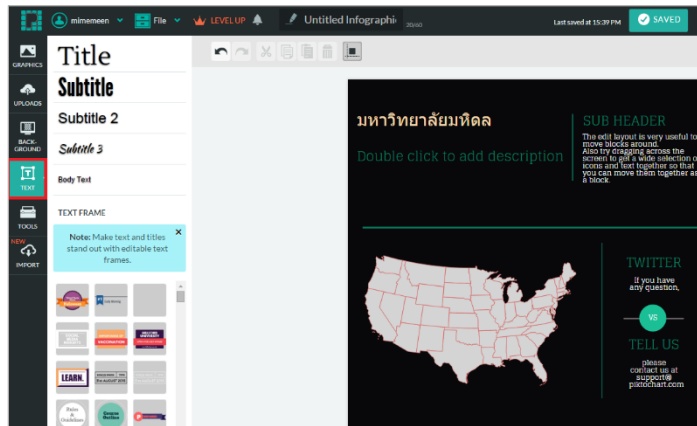 mimemeen
File
LEVEL UP
Untitled Infographi
20/60
Last saved at 15:39 PM
SAVED
GRAPHICS
UPLOADS
BACK-
GROUND
TEXT
TOOLS
NEW
IMPORT
Title
Subtitle
Subtitle 2
Subtitle 3
Body Text
TEXT FRAME
Note: Make text and titles
stand out with editable text
frames.
LEARN.
มหาวิทยาลัยมหิดล
Double click to add description
SUB HEADER
The edit layout is very useful to
move blocks around.
Also try dragging across the
screen to get a wide selection o
icons and text together so that
you can move them together as
a block.
TWITTER
If you have
any question,
VS
TELL US
please
contact us at
support@
piktochart.com